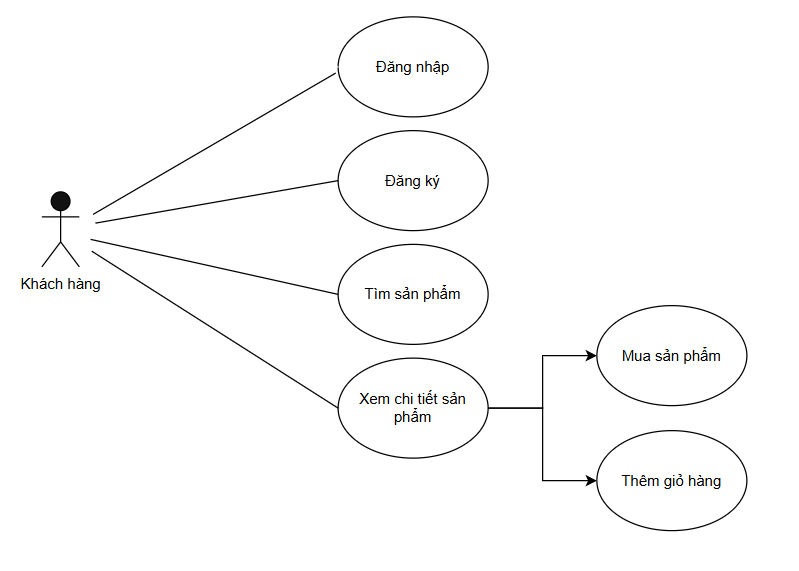 Đăng nhập
Đăng ký
Khách hàng
Tìm sản phẩm
Xem chi tiết sản
phẩm
Mua sản phẩm
Thêm giỏ hàng